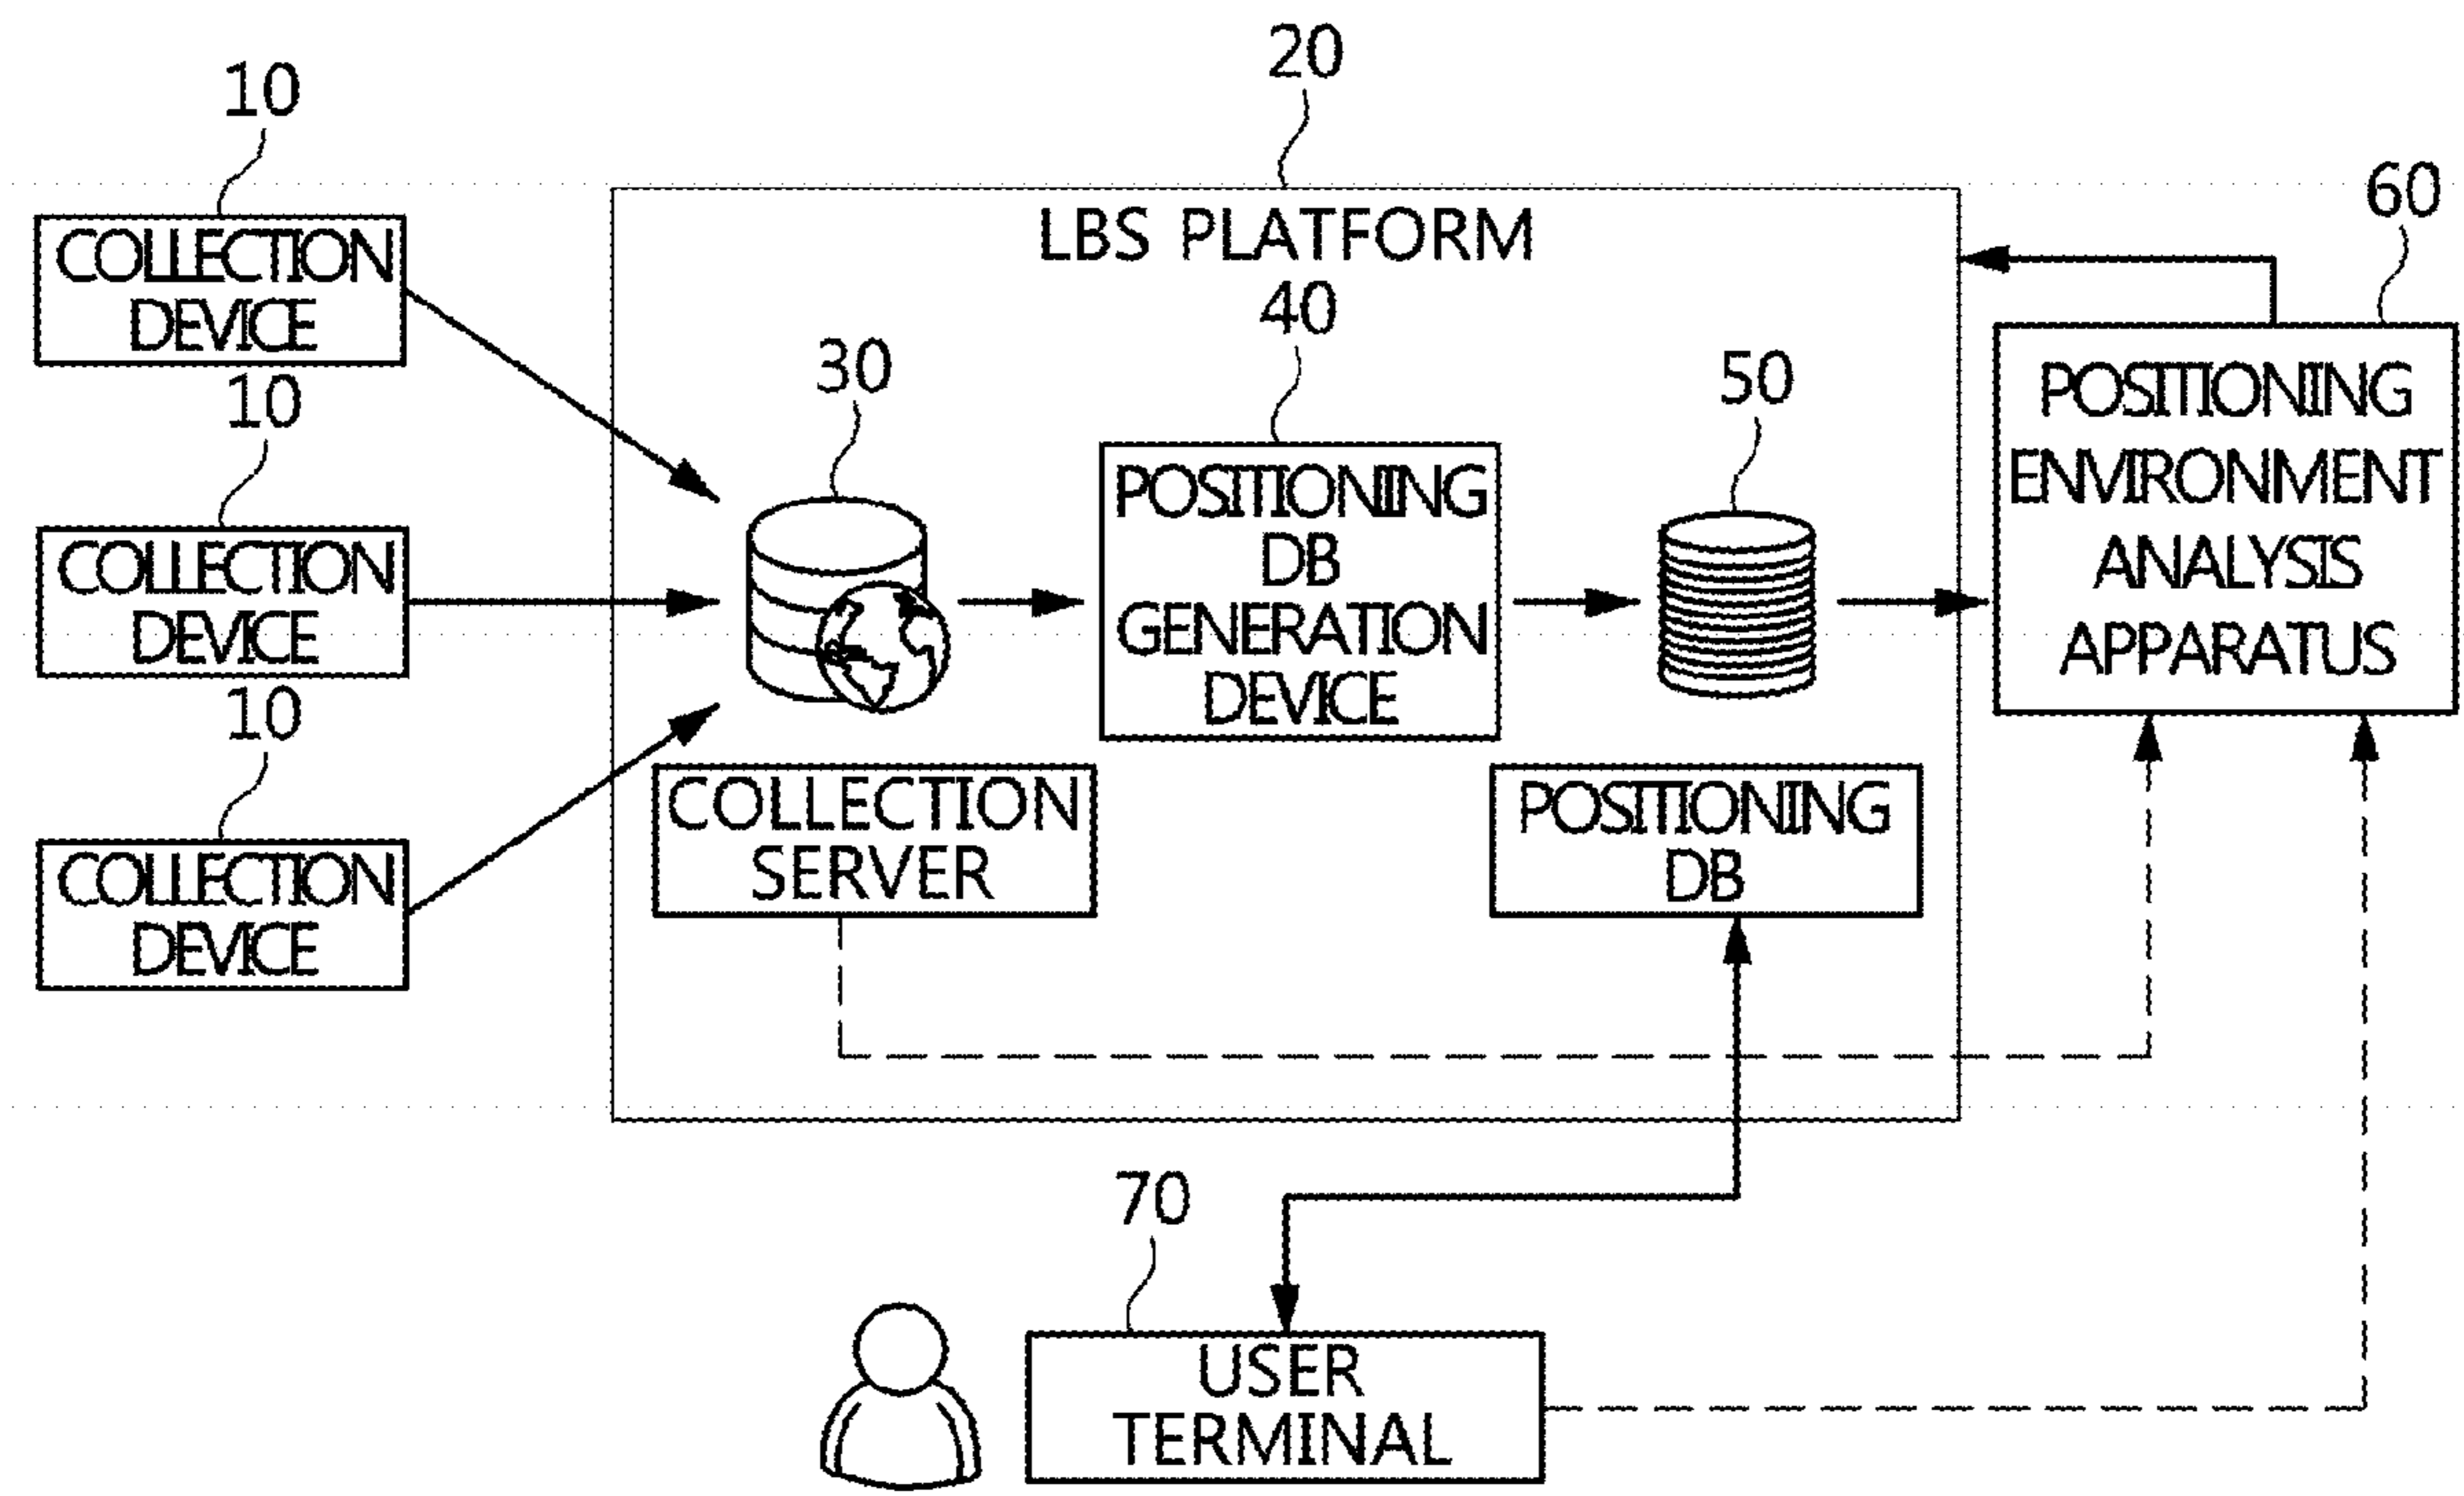 20
10
60
LBS PLATFORM
COLLECTION
DEVICE
40
30
50
10
POSITIONING
ENVIRONMENT
ANALYSIS
APPARATUS
POSITIONING
DB
GENERATION
DEVICE
COLLECTION
DEVICE
10
COLLECTION
SERVER
POSITIONING
DB
COLLECTION
DEVICE
70
USER
TERMINAL